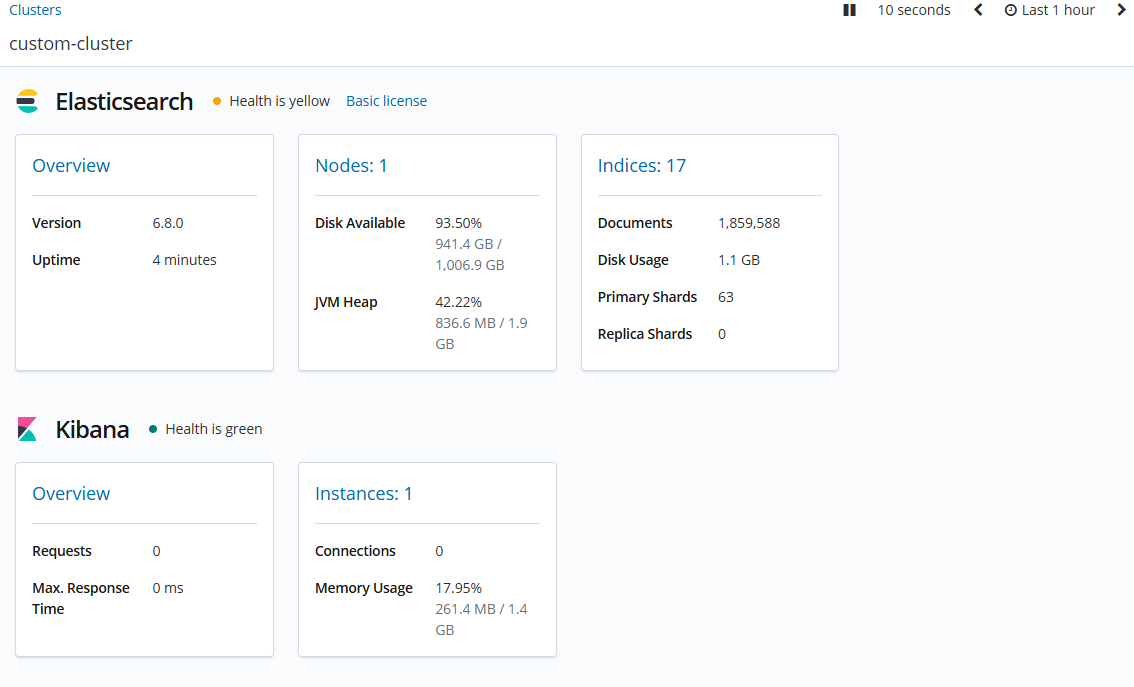 Clusters
10 seconds
Last 1 hour
custom-cluster
Elasticsearch
Health is yellow
Basic license
Overview
Version 6.8.0
Uptime 4 minutes
Nodes: 1
Disk Available 93.50%
941.4 GB /
1,006.9 GB
JVM Heap 42.22%
836.6 MB / 1.9
GB
Indices: 17
Documents 1,859,588
Disk Usage 1.1 GB
Primary Shards 63
Replica Shards 0
Kibana
Health is green
Overview
Requests 0
Max. Response 0 ms
Time
Instances: 1
Connections 0
Memory Usage 17.95%
261.4 MB / 1.4
GB